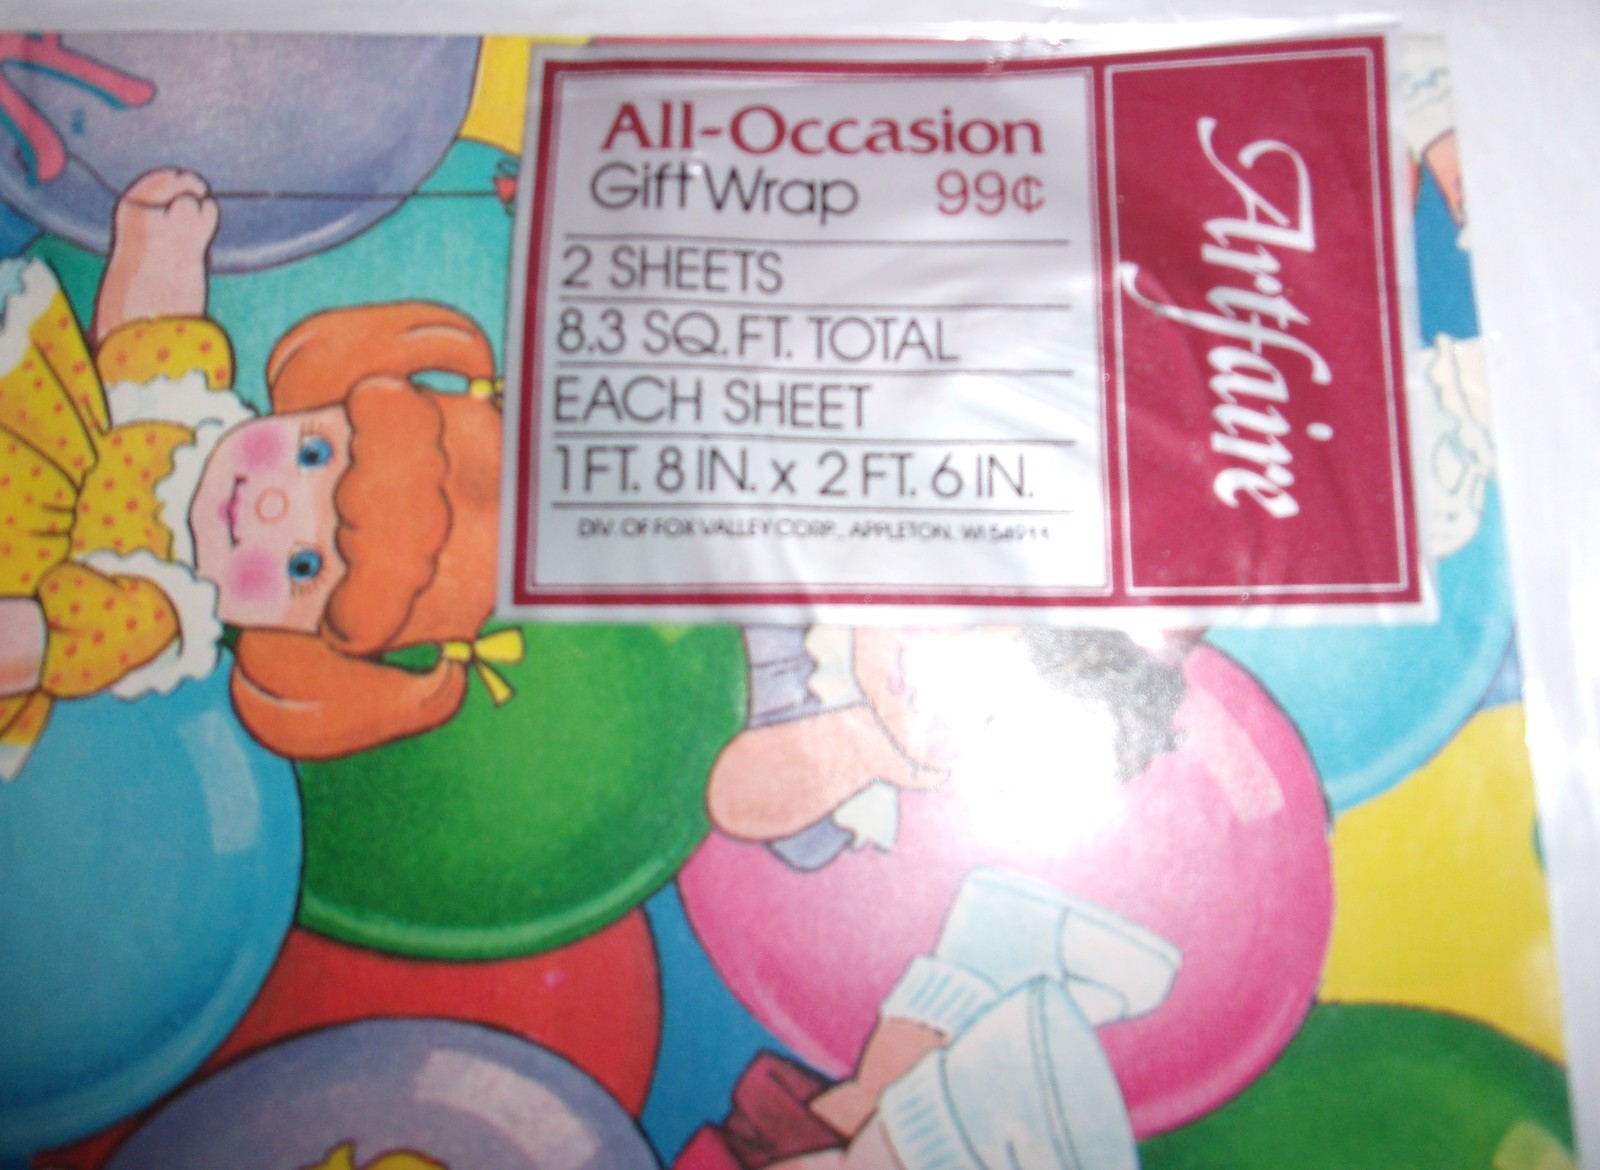 All-Occasion
Gift Wrap 99¢
2 SHEETS
8.3 SQ. FT. TOTAL
EACH SHEET
1 FT. 8 IN. x 2 FT. 6 IN.
DIV. OF FOX VALLEY CORP., APPLETON, WI 54911
Artfaire